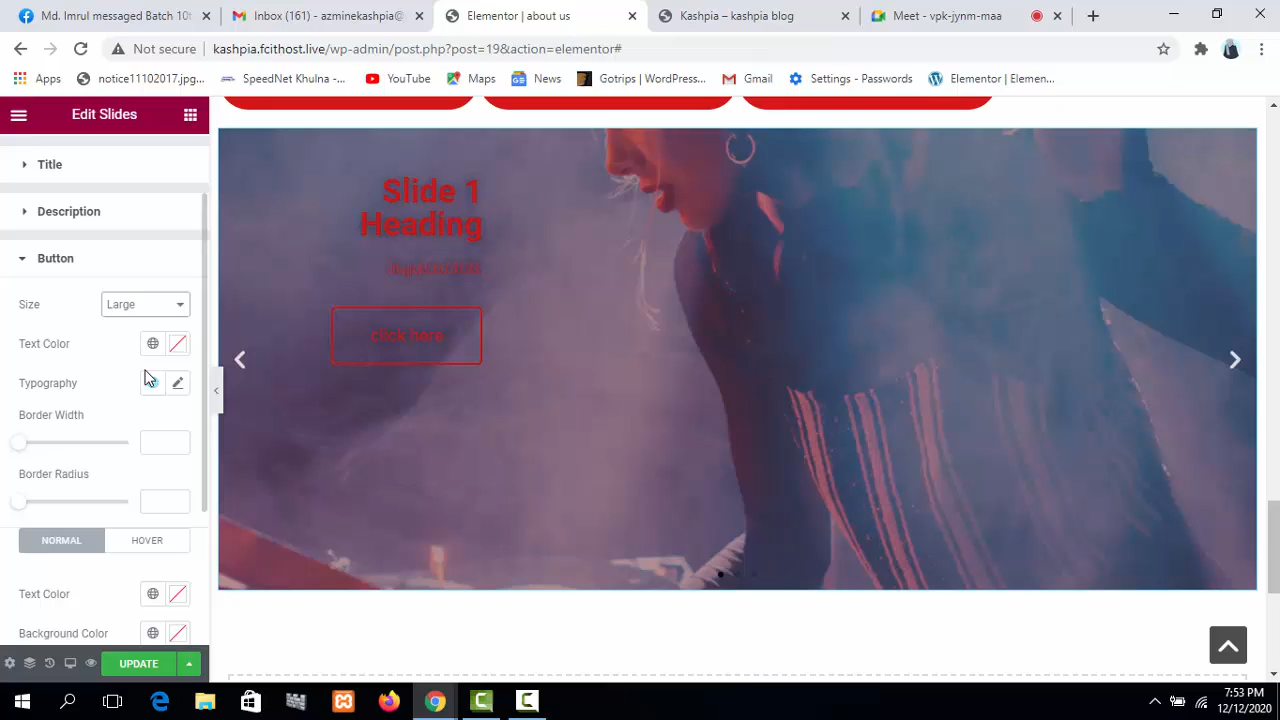 Md. Imrul messaged Batch (O
Inbox (161) - azminekashpia@
Elementor | about us
Kashpia – kashpia blog
Meet - vpk-jynm-maa
Not secure
kashpia.fcithost.live/wp-admin/post.php?post=19&action=elementor#
Apps
notice11102017.jpg...
SpeedNet Khulna -...
YouTube
Maps
News
Gotrips | WordPress...
Gmail
Settings - Passwords
Elementor | Elemen...
Edit Slides
Title
Description
Button
Size
Large
Text Color
Typography
Border Width
Border Radius
NORMAL
HOVER
Text Color
Background Color
UPDATE
Slide 1
Heading
click here
7:53 PM
12/12/2020